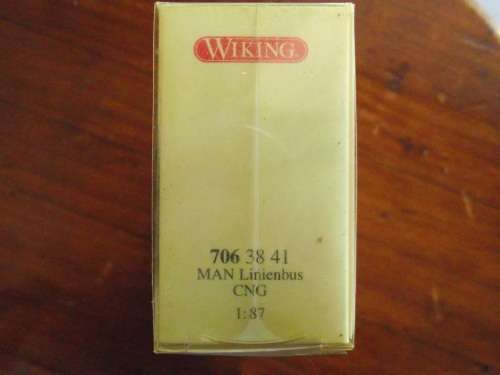 WIKING
706 38 41
MAN Linienbus
CNG
1:87